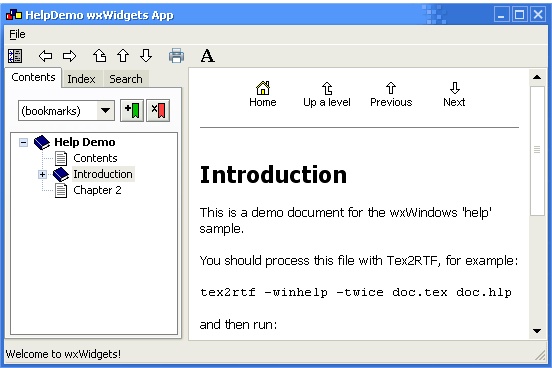 HelpDemo wxWidgets App
File
A
Contents Index Search
(bookmarks)
Help Demo
Contents
Introduction
Chapter 2
Home Up a level Previous Next
Introduction
This is a demo document for the wxWindows 'help'
sample.
You should process this file with Tex2RTF, for example:
tex2rtf -winhelp -twice doc.tex doc.hlp
and then run:
Welcome to wxWidgets!